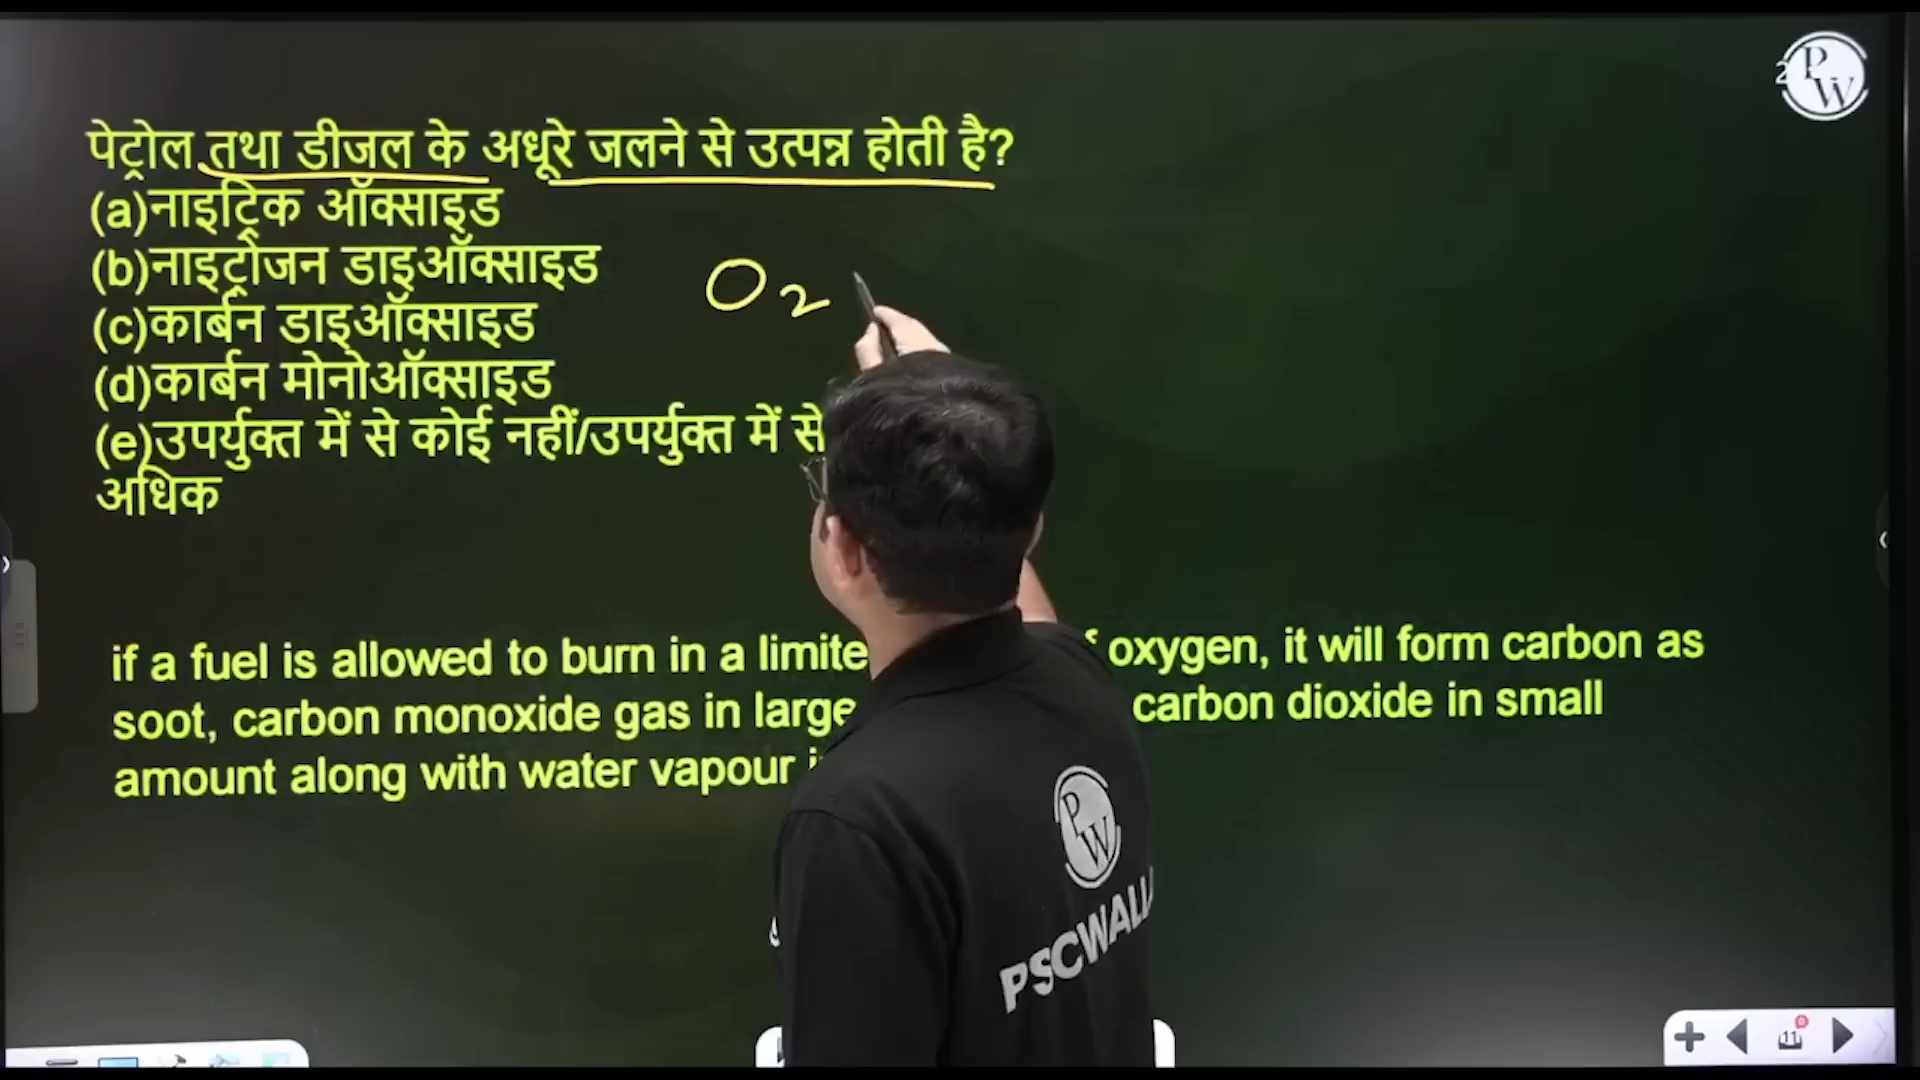 पेट्रोल तथा डीजल के अधूरे जलने से उत्पन्न होती है?
(a)नाइट्रिक ऑक्साइड
(b)नाइट्रोजन डाइऑक्साइड
(c)कार्बन डाइऑक्साइड
(d)कार्बन मोनोऑक्साइड
(e)उपर्युक्त में से कोई नहीं/उपर्युक्त में से
अधिक
O2
if a fuel is allowed to burn in a oxygen, it will form carbon as
soot, carbon monoxide gas in large carbon dioxide in small
amount along with water vapour
PW
PW
11